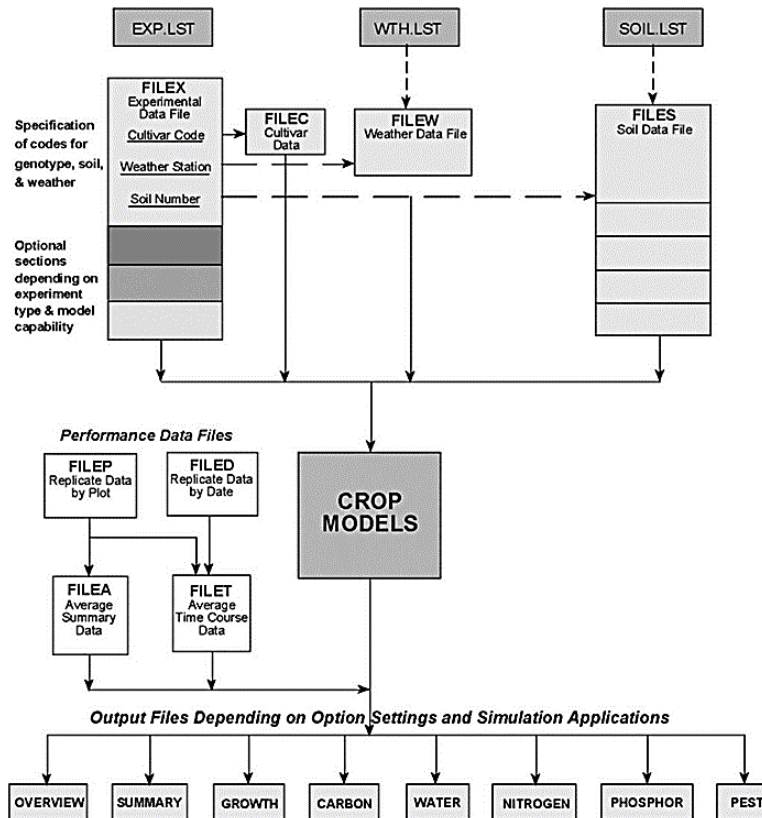 EXP.LST
WTH.LST
SOIL.LST
FILEX
Experimental
Data File
Cultivar Code
Weather Station
Soil Number
Specification
of codes for
genotype, soil,
& weather
FILEC
Cultivar
Data
FILEW
Weather Data File
FILES
Soil Data File
Optional
sections
depending on
experiment
type & model
capability
Performance Data Files
FILEP
Replicate Data
by Plot
FILED
Replicate Data
by Date
CROP
MODELS
FILEA
Average
Summary
Data
FILET
Average
Time Course
Data
Output Files Depending on Option Settings and Simulation Applications
OVERVIEW
SUMMARY
GROWTH
CARBON
WATER
NITROGEN
PHOSPHOR
PEST